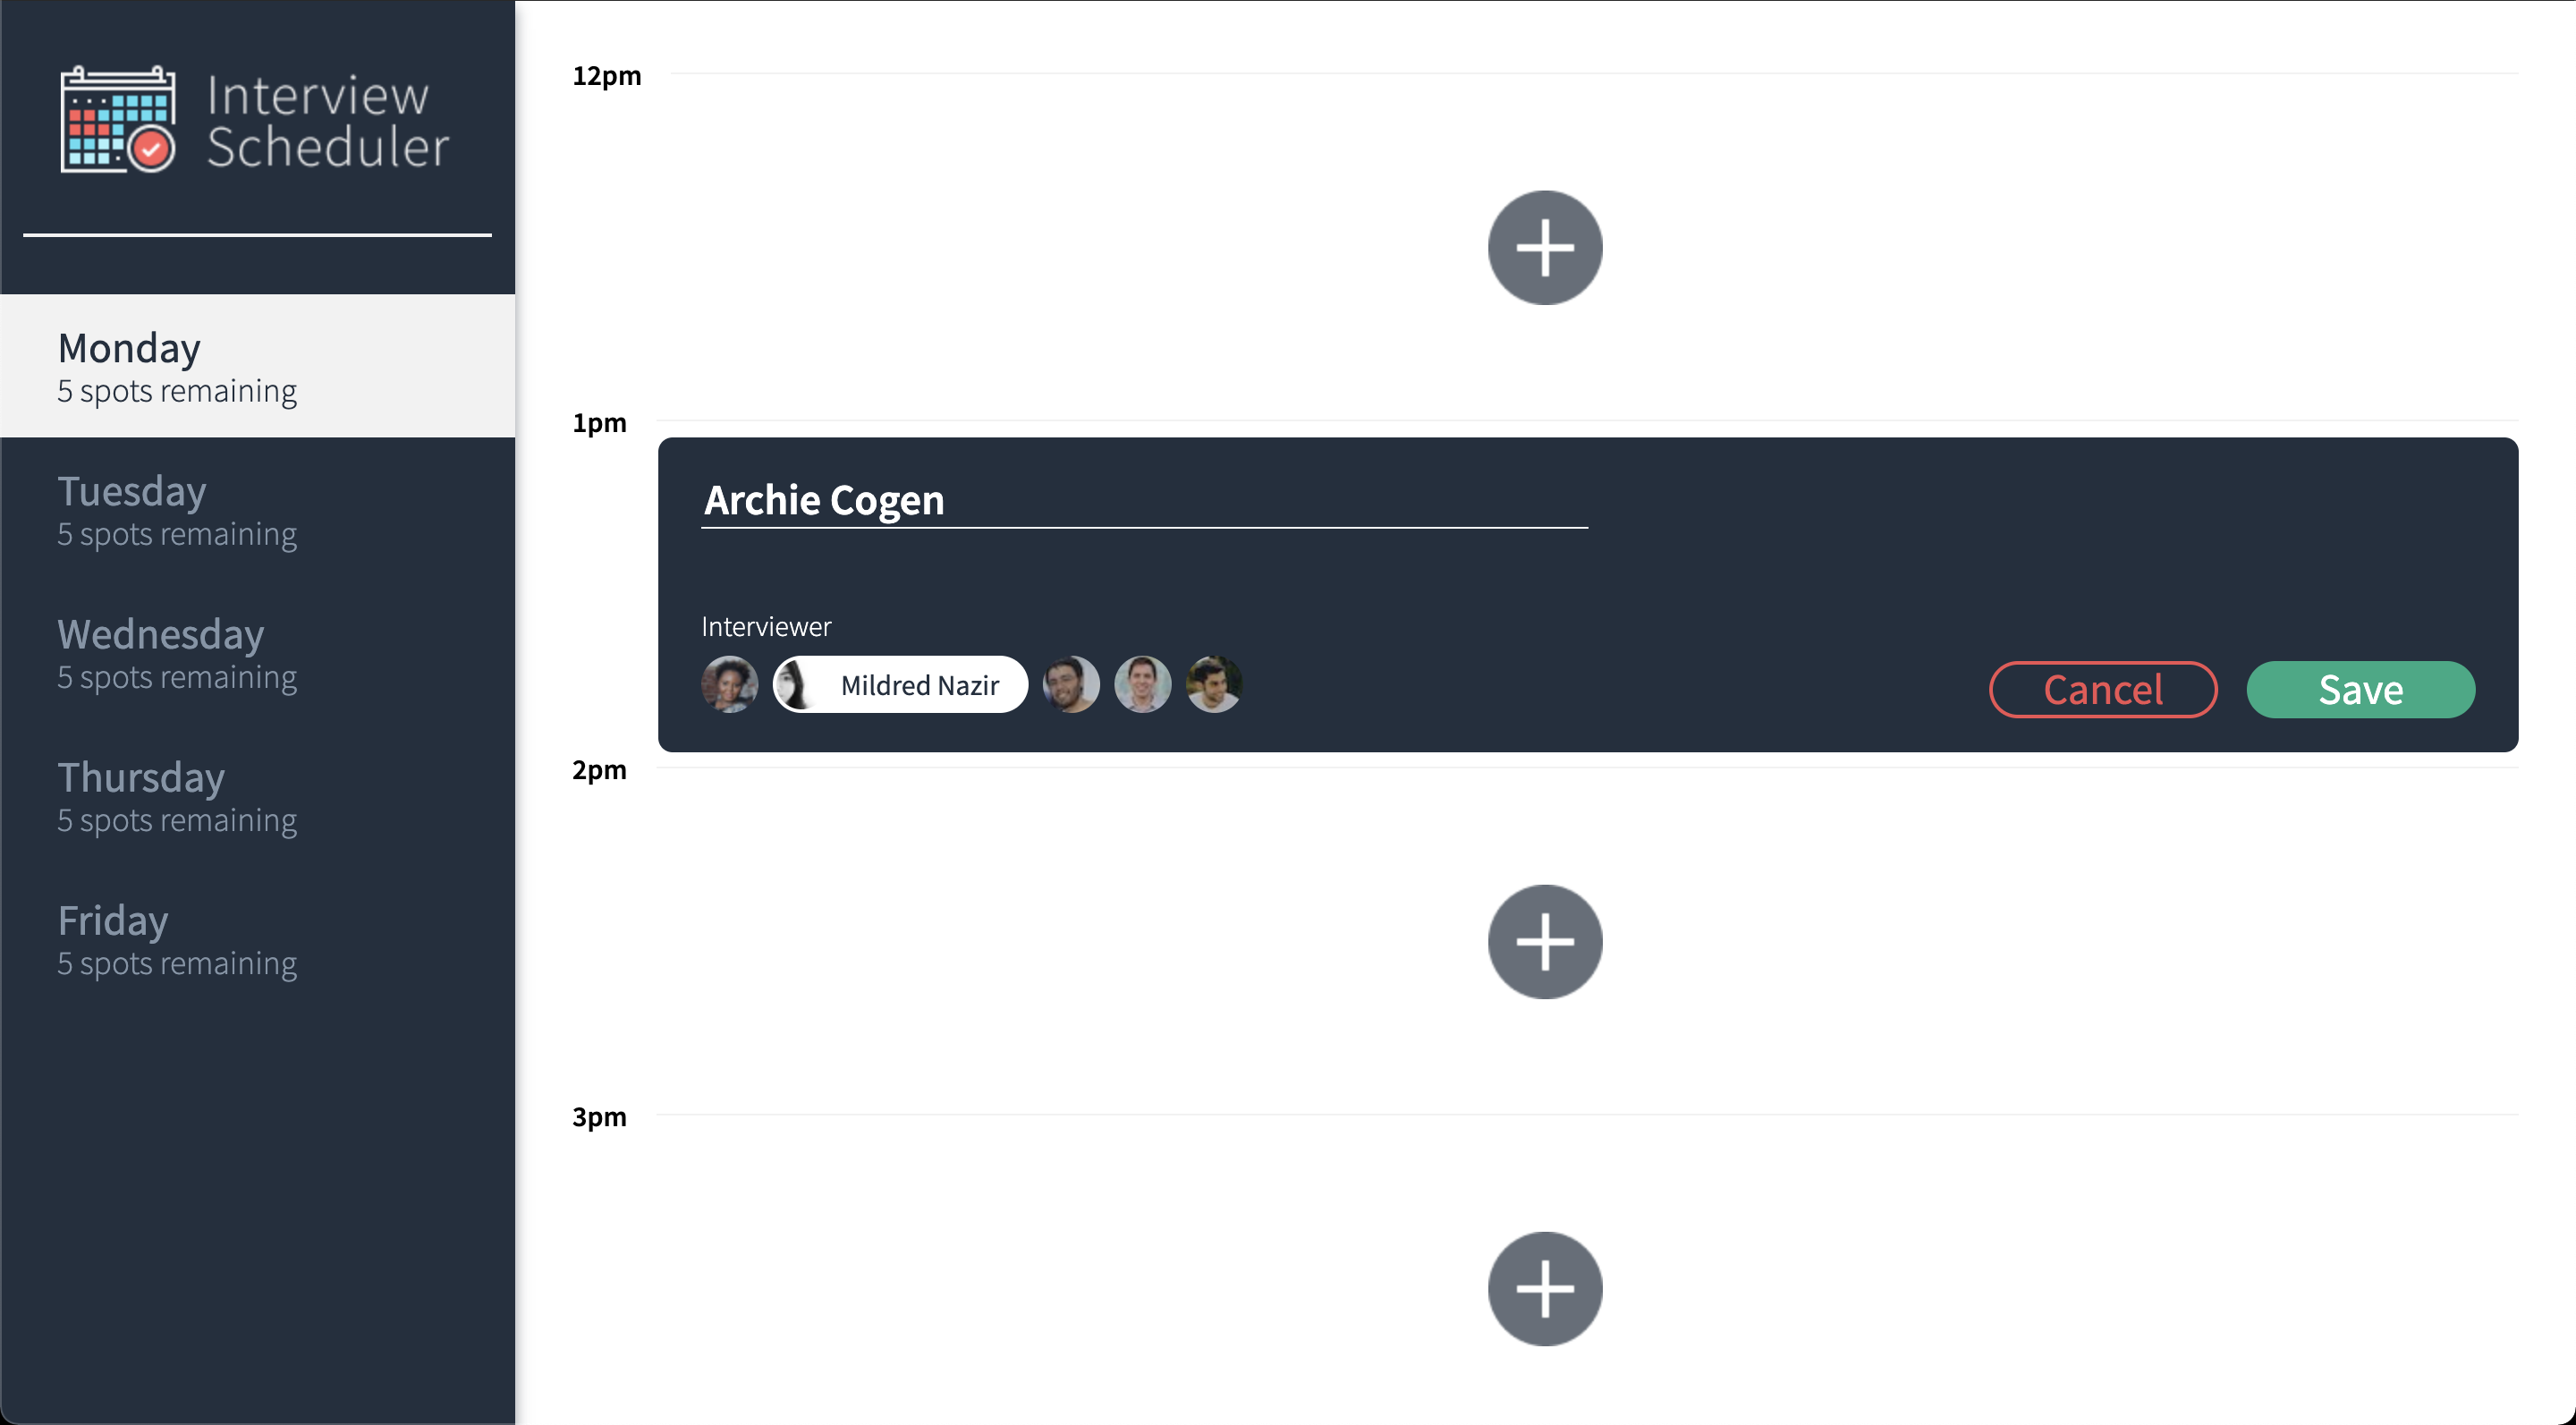 Interview
Scheduler
Monday
5 spots remaining
Tuesday
5 spots remaining
Wednesday
5 spots remaining
Thursday
5 spots remaining
Friday
5 spots remaining
12pm
1pm
Archie Cogen
Interviewer
Mildred Nazir
Cancel
Save
2pm
3pm